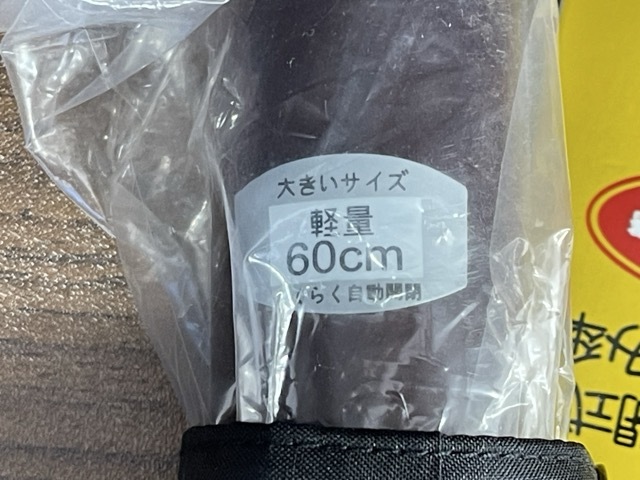 大きいサイズ
軽量
60cm
らく自動開閉